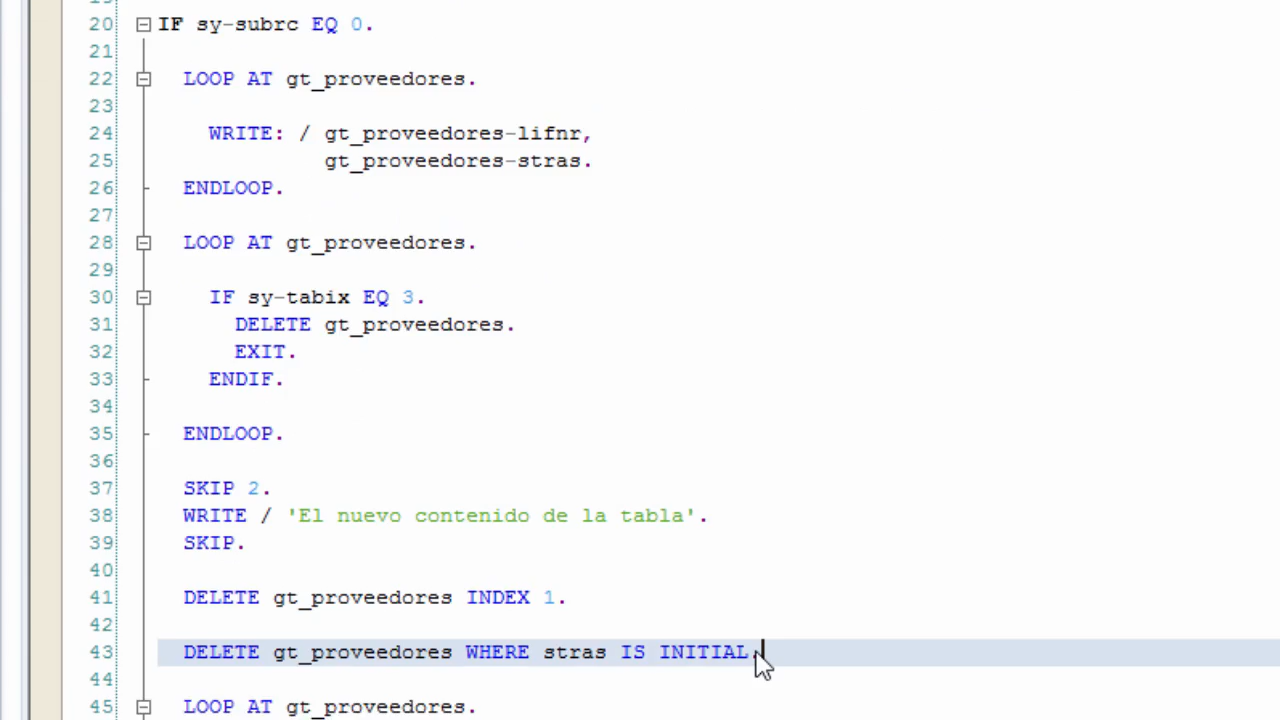 20 IF sy-subrc EQ 0.
21
22 LOOP AT gt_proveedores.
23
24 WRITE: / gt_proveedores-lifnr,
25 gt_proveedores-stras.
26 ENDLOOP.
27
28 LOOP AT gt_proveedores.
29
30 IF sy-tabix EQ 3.
31 DELETE gt_proveedores.
32 EXIT.
33 ENDIF.
34
35 ENDLOOP.
36
37 SKIP 2.
38 WRITE / 'El nuevo contenido de la tabla'.
39 SKIP.
40
41 DELETE gt_proveedores INDEX 1.
42
43 DELETE gt_proveedores WHERE stras IS INITIAL.
44
45 LOOP AT gt_proveedores.